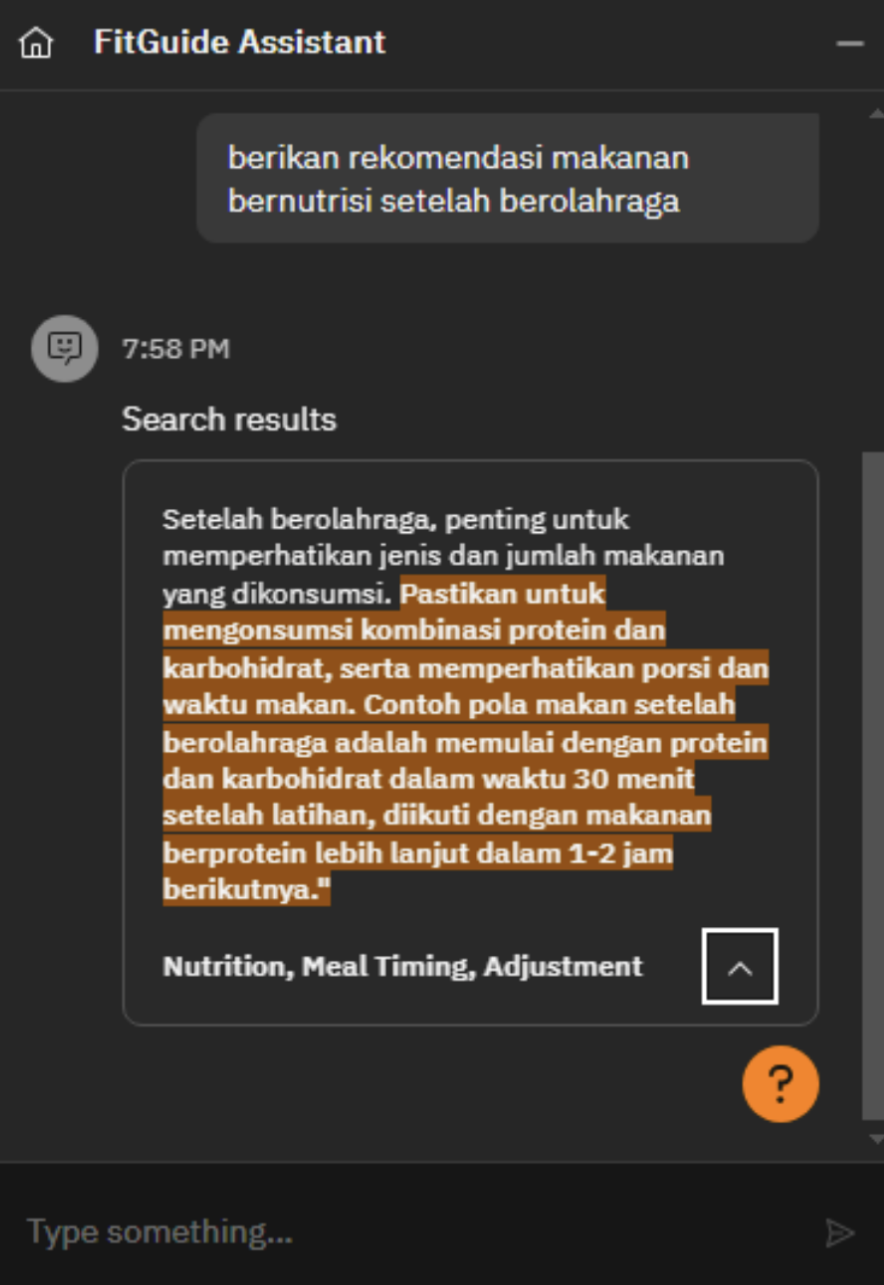 FitGuide Assistant
berikan rekomendasi makanan
bernutrisi setelah berolahraga
7:58 PM
Search results
Setelah berolahraga, penting untuk
memperhatikan jenis dan jumlah makanan
yang dikonsumsi. Pastikan untuk
mengonsumsi kombinasi protein dan
karbohidrat, serta memperhatikan porsi dan
waktu makan. Contoh pola makan setelah
berolahraga adalah memulai dengan protein
dan karbohidrat dalam waktu 30 menit
setelah latihan, diikuti dengan makanan
berprotein lebih lanjut dalam 1-2 jam
berikutnya."
Nutrition, Meal Timing, Adjustment
?
Type something...